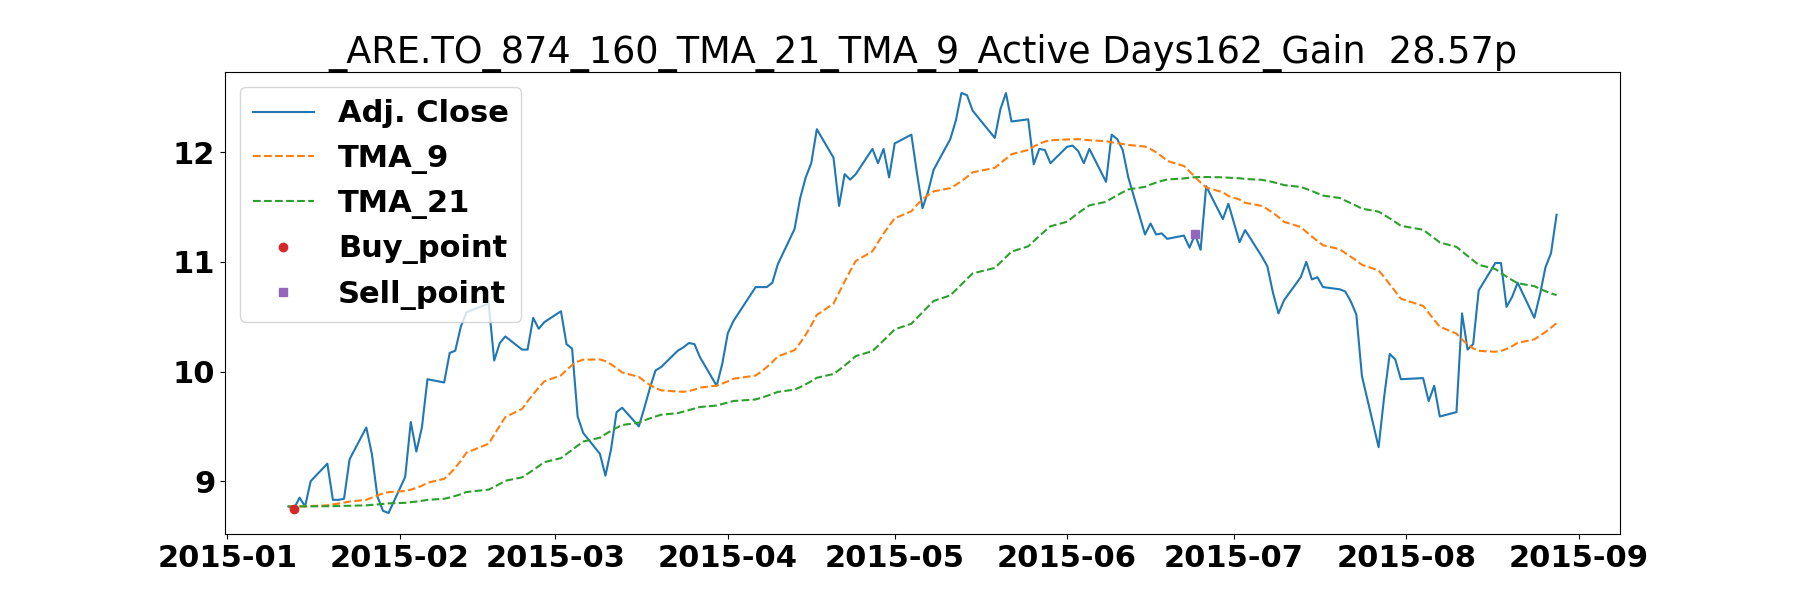 _ARE.TO_874_160_TMA_21_TMA_9_Active Days162_Gain  28.57p
Adj. Close
TMA_9
TMA_21
Buy_point
Sell_point
12
11
10
9
2015-01 2015-02 2015-03 2015-04 2015-05 2015-06 2015-07 2015-08 2015-09